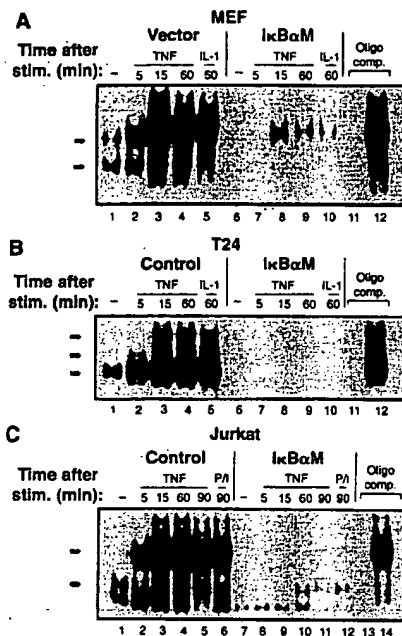 A
MEF
Vector
IκBαM
Time after
stim. (min):
TNF
IL-1
TNF
IL-1
Oligo
comp.
– 5 15 60 60 – 5 15 60 60
1 2 3 4 5 6 7 8 9 10 11 12
B
T24
Control
IκBαM
Time after
stim. (min):
TNF
IL-1
TNF
IL-1
Oligo
comp.
– 5 15 60 60 – 5 15 60 60
1 2 3 4 5 6 7 8 9 10 11 12
C
Jurkat
Control
IκBαM
Time after
stim. (min):
TNF
P/I
TNF
P/I
Oligo
comp.
– 5 15 60 90 90 – 5 15 60 90 90
1 2 3 4 5 6 7 8 9 10 11 12 13 14